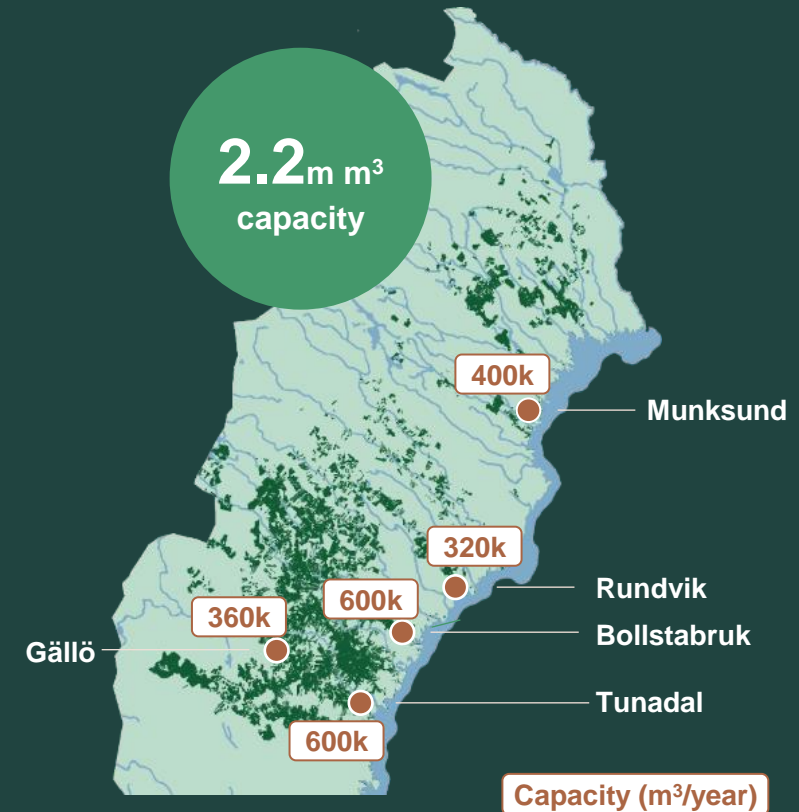 2.2m m³
capacity
400k
Munksund
320k
Rundvik
600k
Bollstabruk
360k
Gällö
Tunadal
600k
Capacity (m³/year)